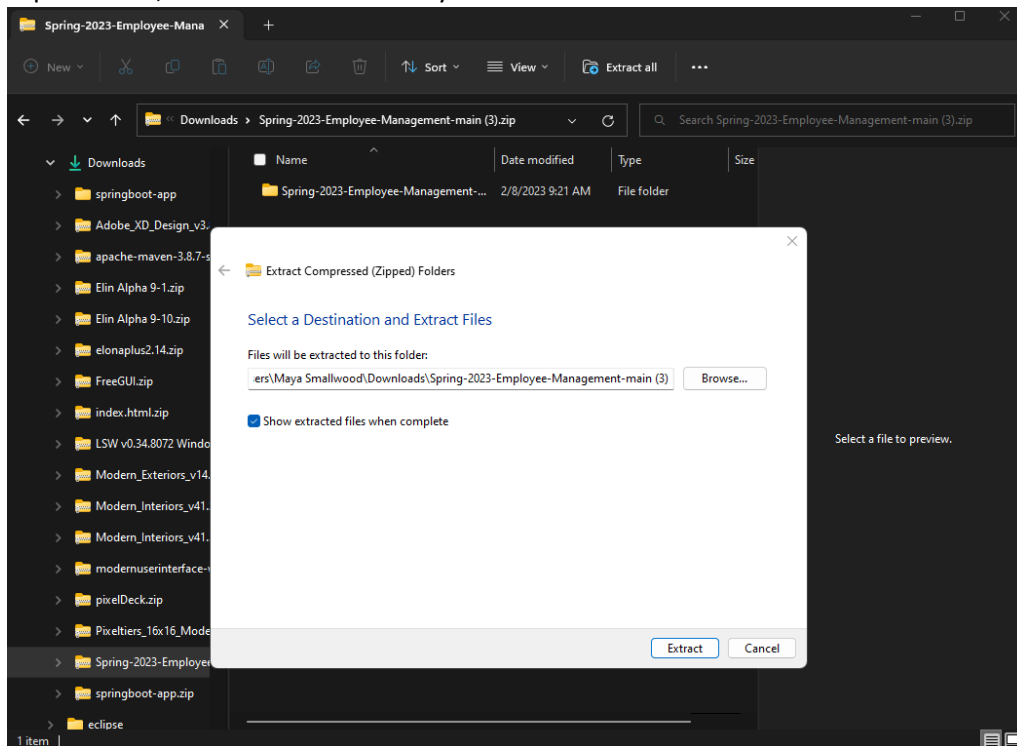 Spring-2023-Employee-Mana
New
Sort
View
Extract all
Downloads > Spring-2023-Employee-Management-main (3).zip
Search Spring-2023-Employee-Management-main (3).zip
Downloads
Name
Date modified
Type
Size
springboot-app
Spring-2023-Employee-Management-...
2/8/2023 9:21 AM
File folder
Adobe_XD_Design_v3.
apache-maven-3.8.7-s
Extract Compressed (Zipped) Folders
Elin Alpha 9-1.zip
Elin Alpha 9-10.zip
Select a Destination and Extract Files
elonaplus2.14.zip
Files will be extracted to this folder:
FreeGUI.zip
ers\Maya Smallwood\Downloads\Spring-2023-Employee-Management-main (3)
Browse...
index.html.zip
Show extracted files when complete
LSW v0.34.8072 Windo
Select a file to preview.
Modern_Exteriors_v14.
Modern_Interiors_v41.
Modern_Interiors_v41.
modernuserinterface-
pixelDeck.zip
Pixeltiers_16x16_Mode
Extract
Cancel
Spring-2023-Employe
springboot-app.zip
eclipse
1 item